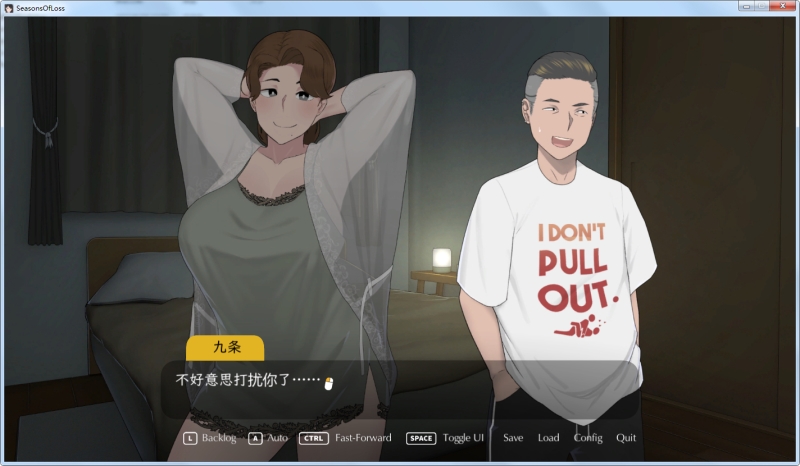 SeasonsOfLoss
I DON'T
PULL
OUT.
九条
不好意思打扰你了……
L Backlog A Auto CTRL Fast-Forward SPACE Toggle UI Save Load Config Quit